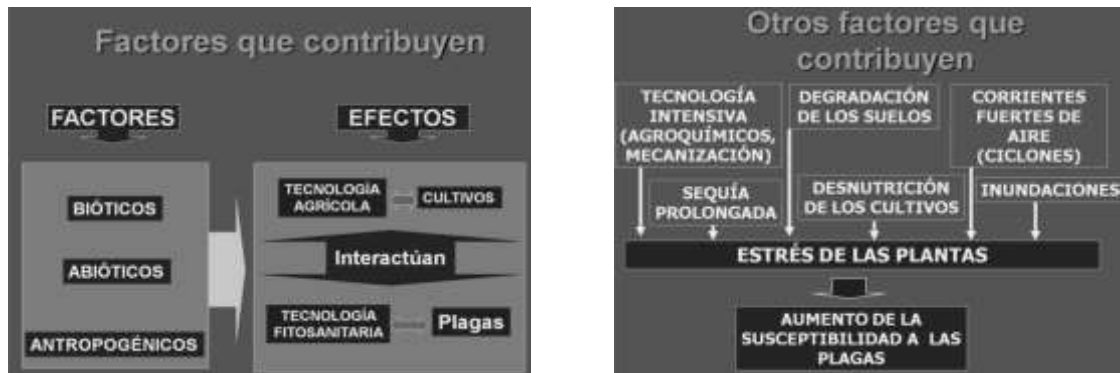 Factores que contribuyen
FACTORES
EFECTOS
BIÓTICOS
ABIÓTICOS
ANTROPOGÉNICOS
TECNOLOGÍA
AGRÍCOLA
CULTIVOS
Interactúan
TECNOLOGÍA
FITOSANITARIA
Plagas
Otros factores que
contribuyen
TECNOLOGÍA
INTENSIVA
(AGROQUÍMICOS,
MECANIZACIÓN)
DEGRADACIÓN
DE LOS SUELOS
CORRIENTES
FUERTES DE
AIRE
(CICLONES)
SEQUÍA
PROLONGADA
DESNUTRICIÓN
DE LOS CULTIVOS
INUNDACIONES
ESTRÉS DE LAS PLANTAS
AUMENTO DE LA
SUSCEPTIBILIDAD A LAS
PLAGAS